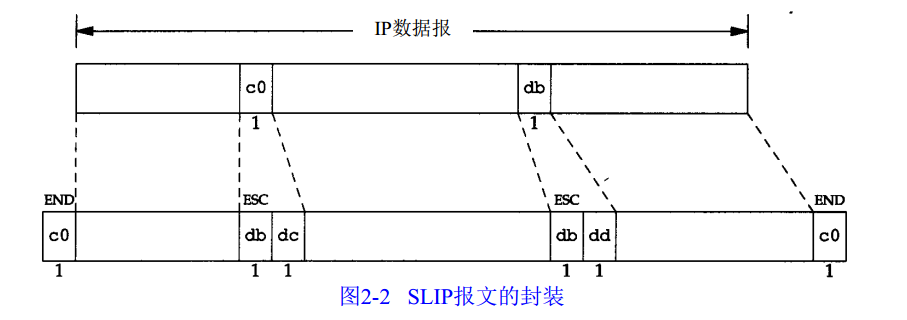 IP数据报
c0 db
1 1
END ESC ESC END
c0 db dc db dd c0
1 1 1 1 1 1
图2-2 SLIP报文的封装